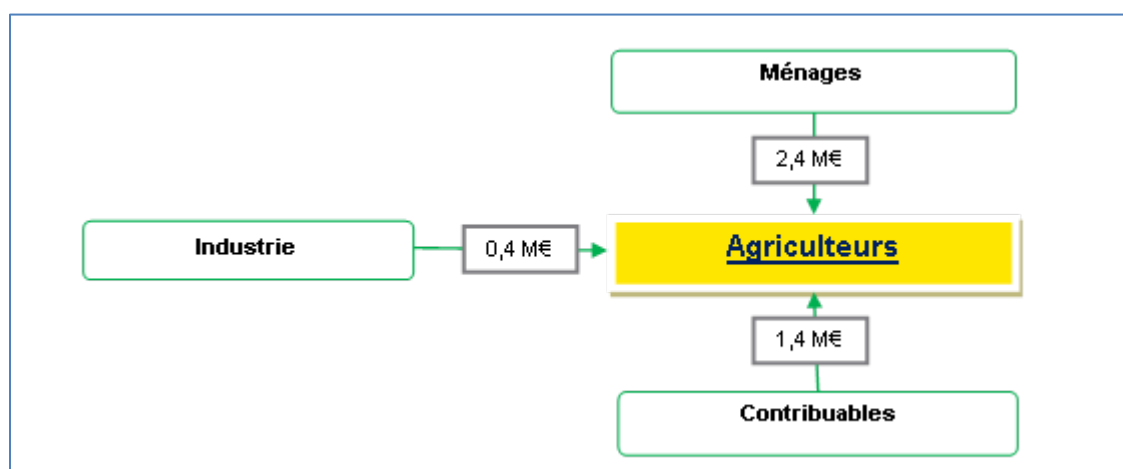 Ménages
2,4 M€
Industrie
0,4 M€
Agriculteurs
1,4 M€
Contribuables